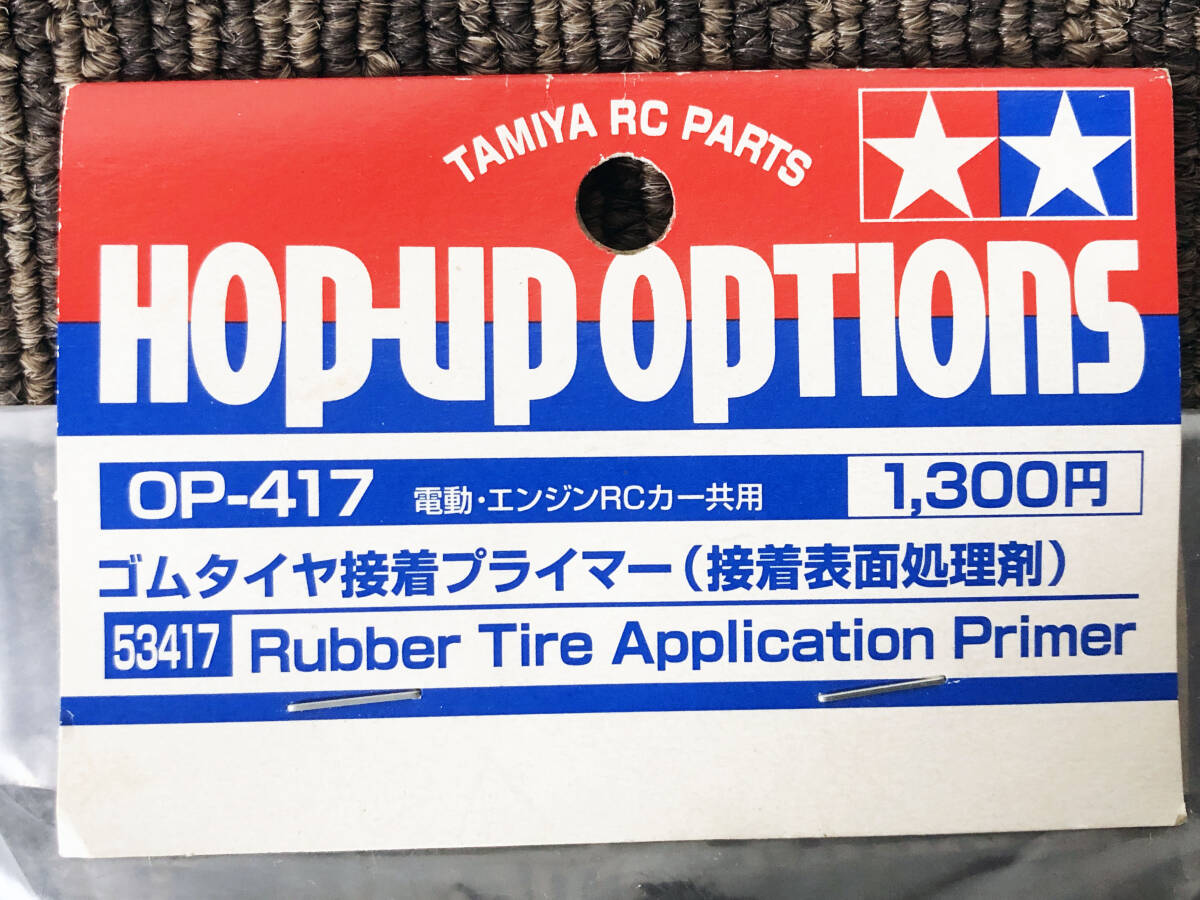 TAMIYA RC PARTS
HOP-UP OPTIONS
OP-417 電動・エンジンRCカー共用 1,300円
ゴムタイヤ接着プライマー(接着表面処理剤)
53417 Rubber Tire Application Primer